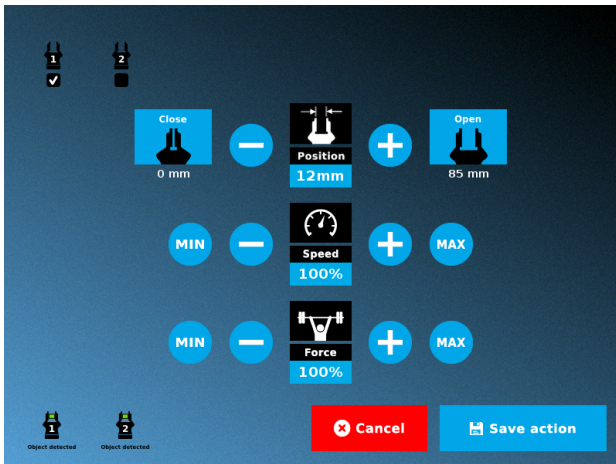 1
2
Close
Position
Open
0 mm
12mm
85 mm
MIN
Speed
MAX
100%
MIN
Force
MAX
100%
1
2
Object detected
Object detected
Cancel
Save action